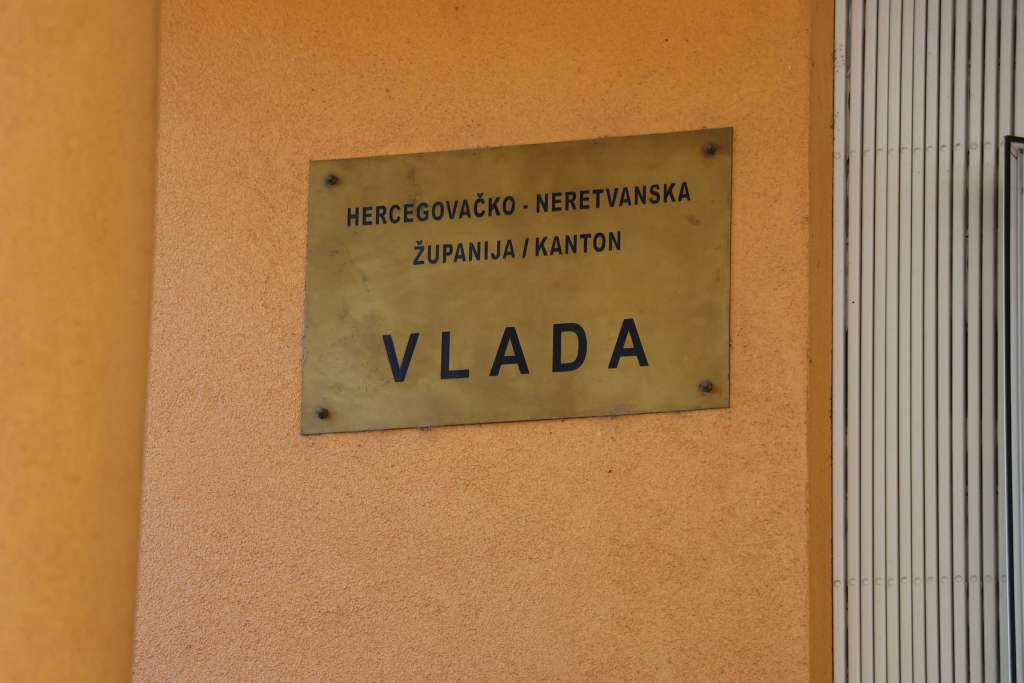 HERCEGOVAČKO - NERETVANSKA
ŽUPANIJA / KANTON
VLADA